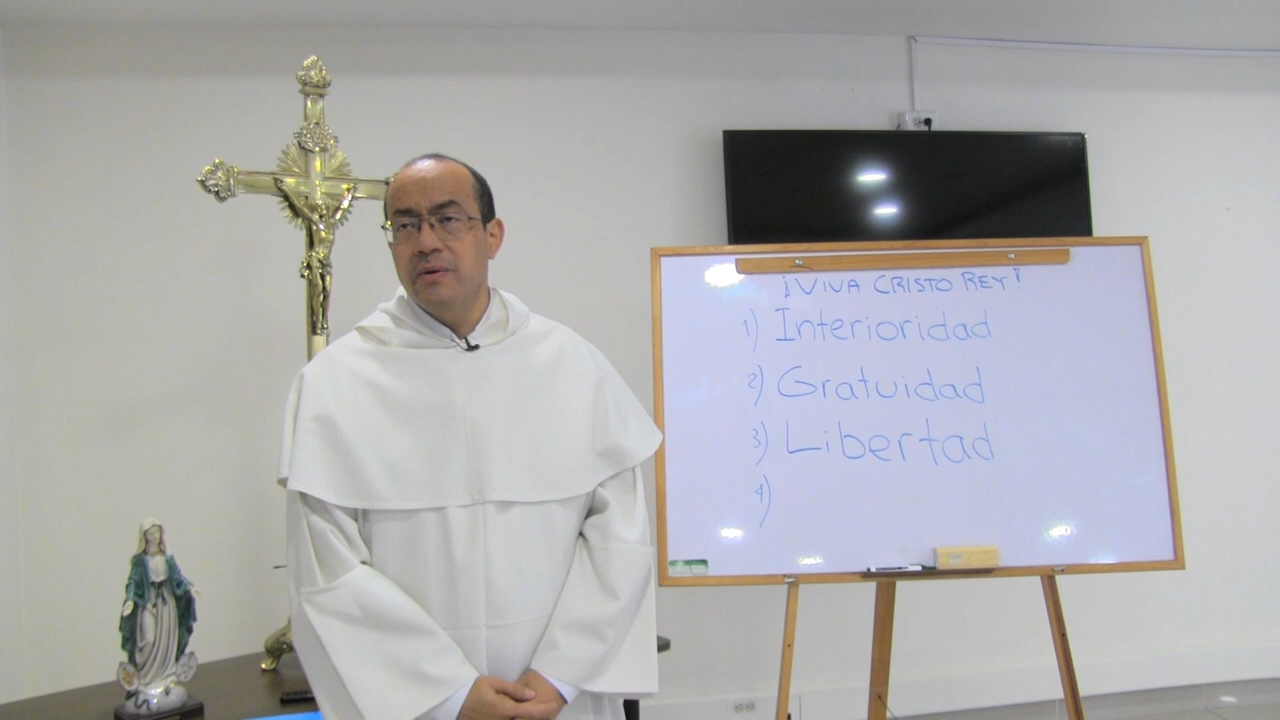 ¡VIVA CRISTO REY!
1) Interioridad
2) Gratuidad
3) Libertad
4)